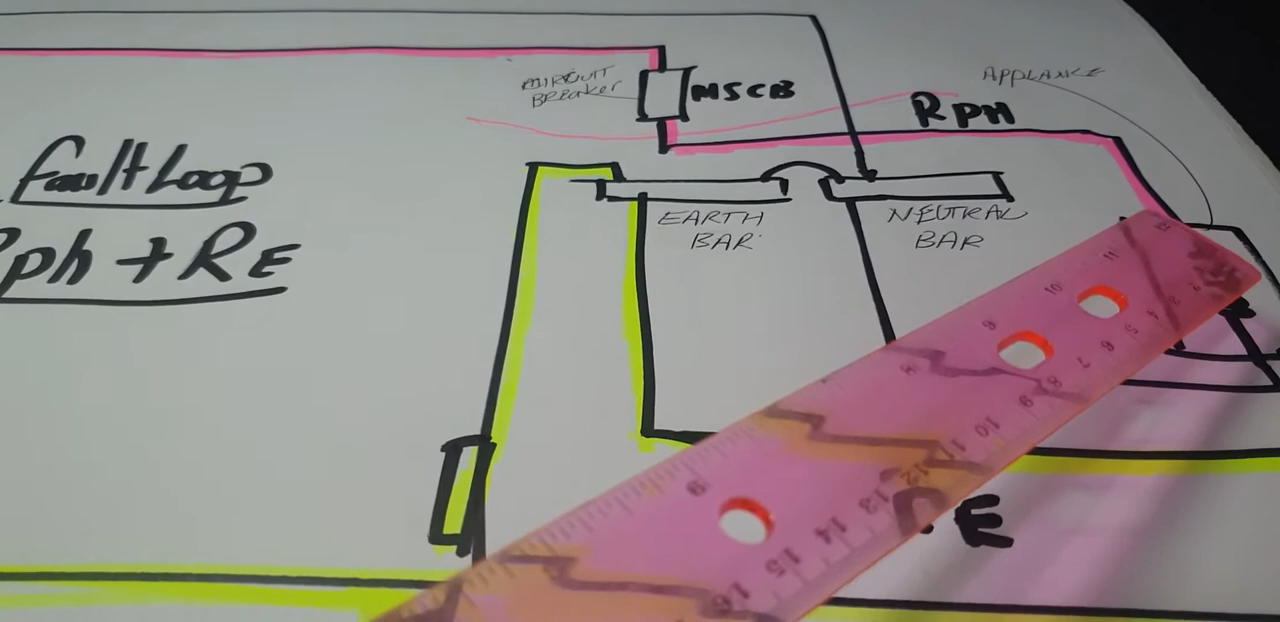 CIRCUIT
BREAKER
MSCB
APPLIANCE
RPH
fault Loop
Rph + RE
EARTH
BAR
NEUTRAL
BAR
E